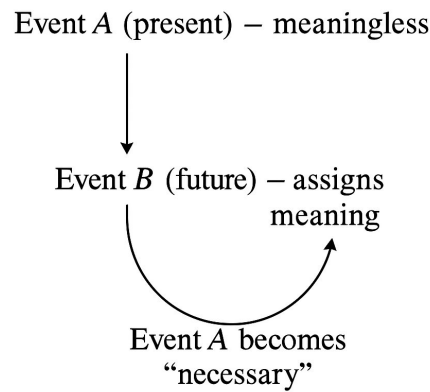 Event A (present) – meaningless
Event B (future) – assigns
meaning
Event A becomes
“necessary”